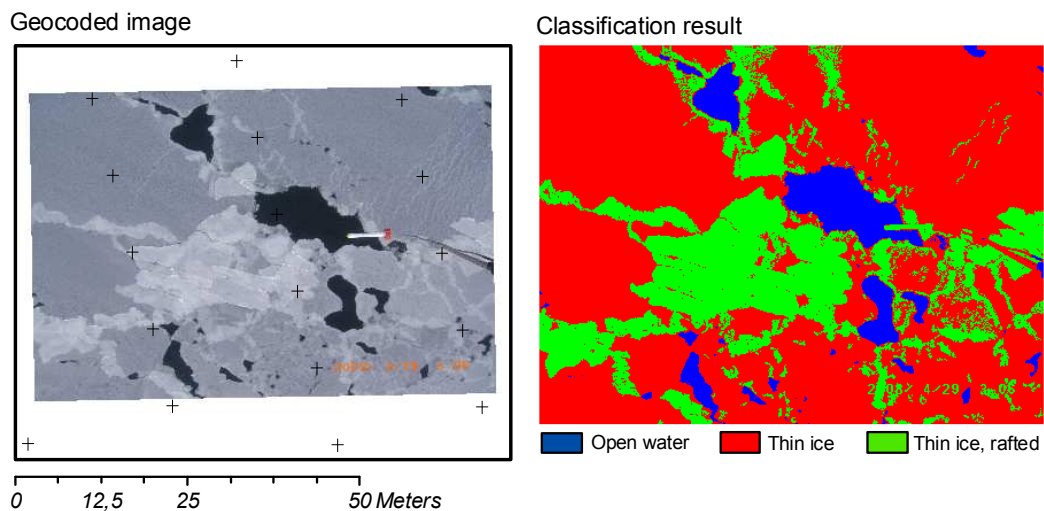 Geocoded image
Classification result
Open water
Thin ice
Thin ice, rafted
0 12,5 25 50 Meters